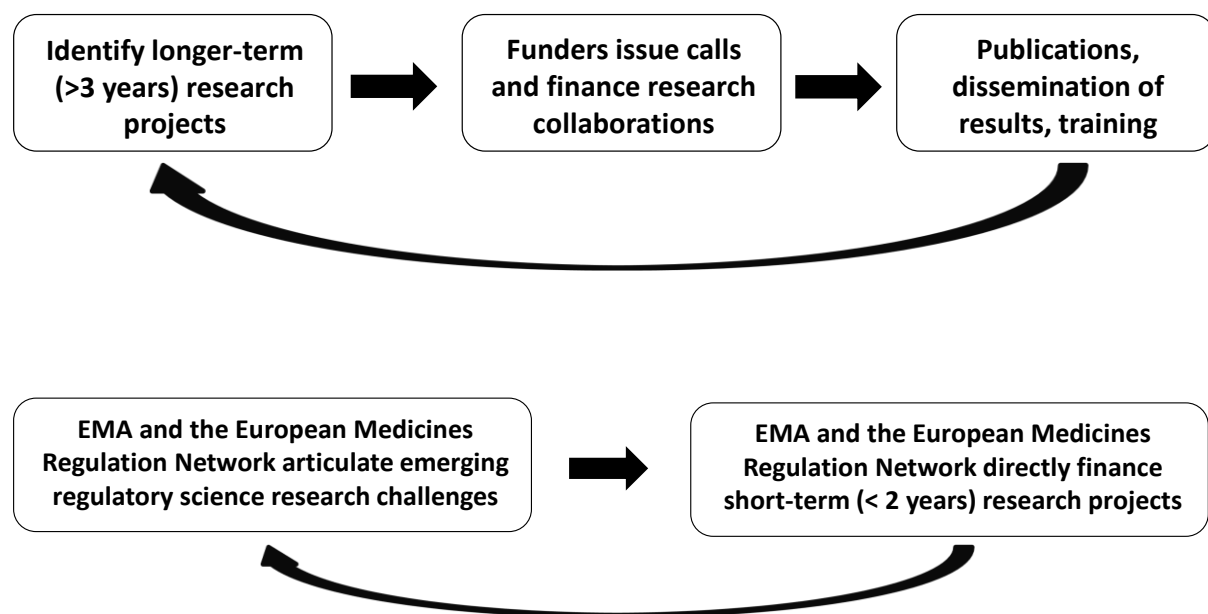 Identify longer-term
(>3 years) research
projects
Funders issue calls
and finance research
collaborations
Publications,
dissemination of
results, training
EMA and the European Medicines
Regulation Network articulate emerging
regulatory science research challenges
EMA and the European Medicines
Regulation Network directly finance
short-term (< 2 years) research projects